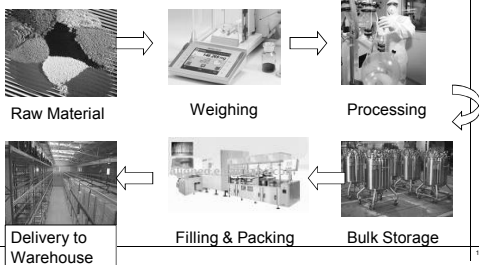 Raw Material
Weighing
Processing
Delivery to
Warehouse
Filling & Packing
Bulk Storage